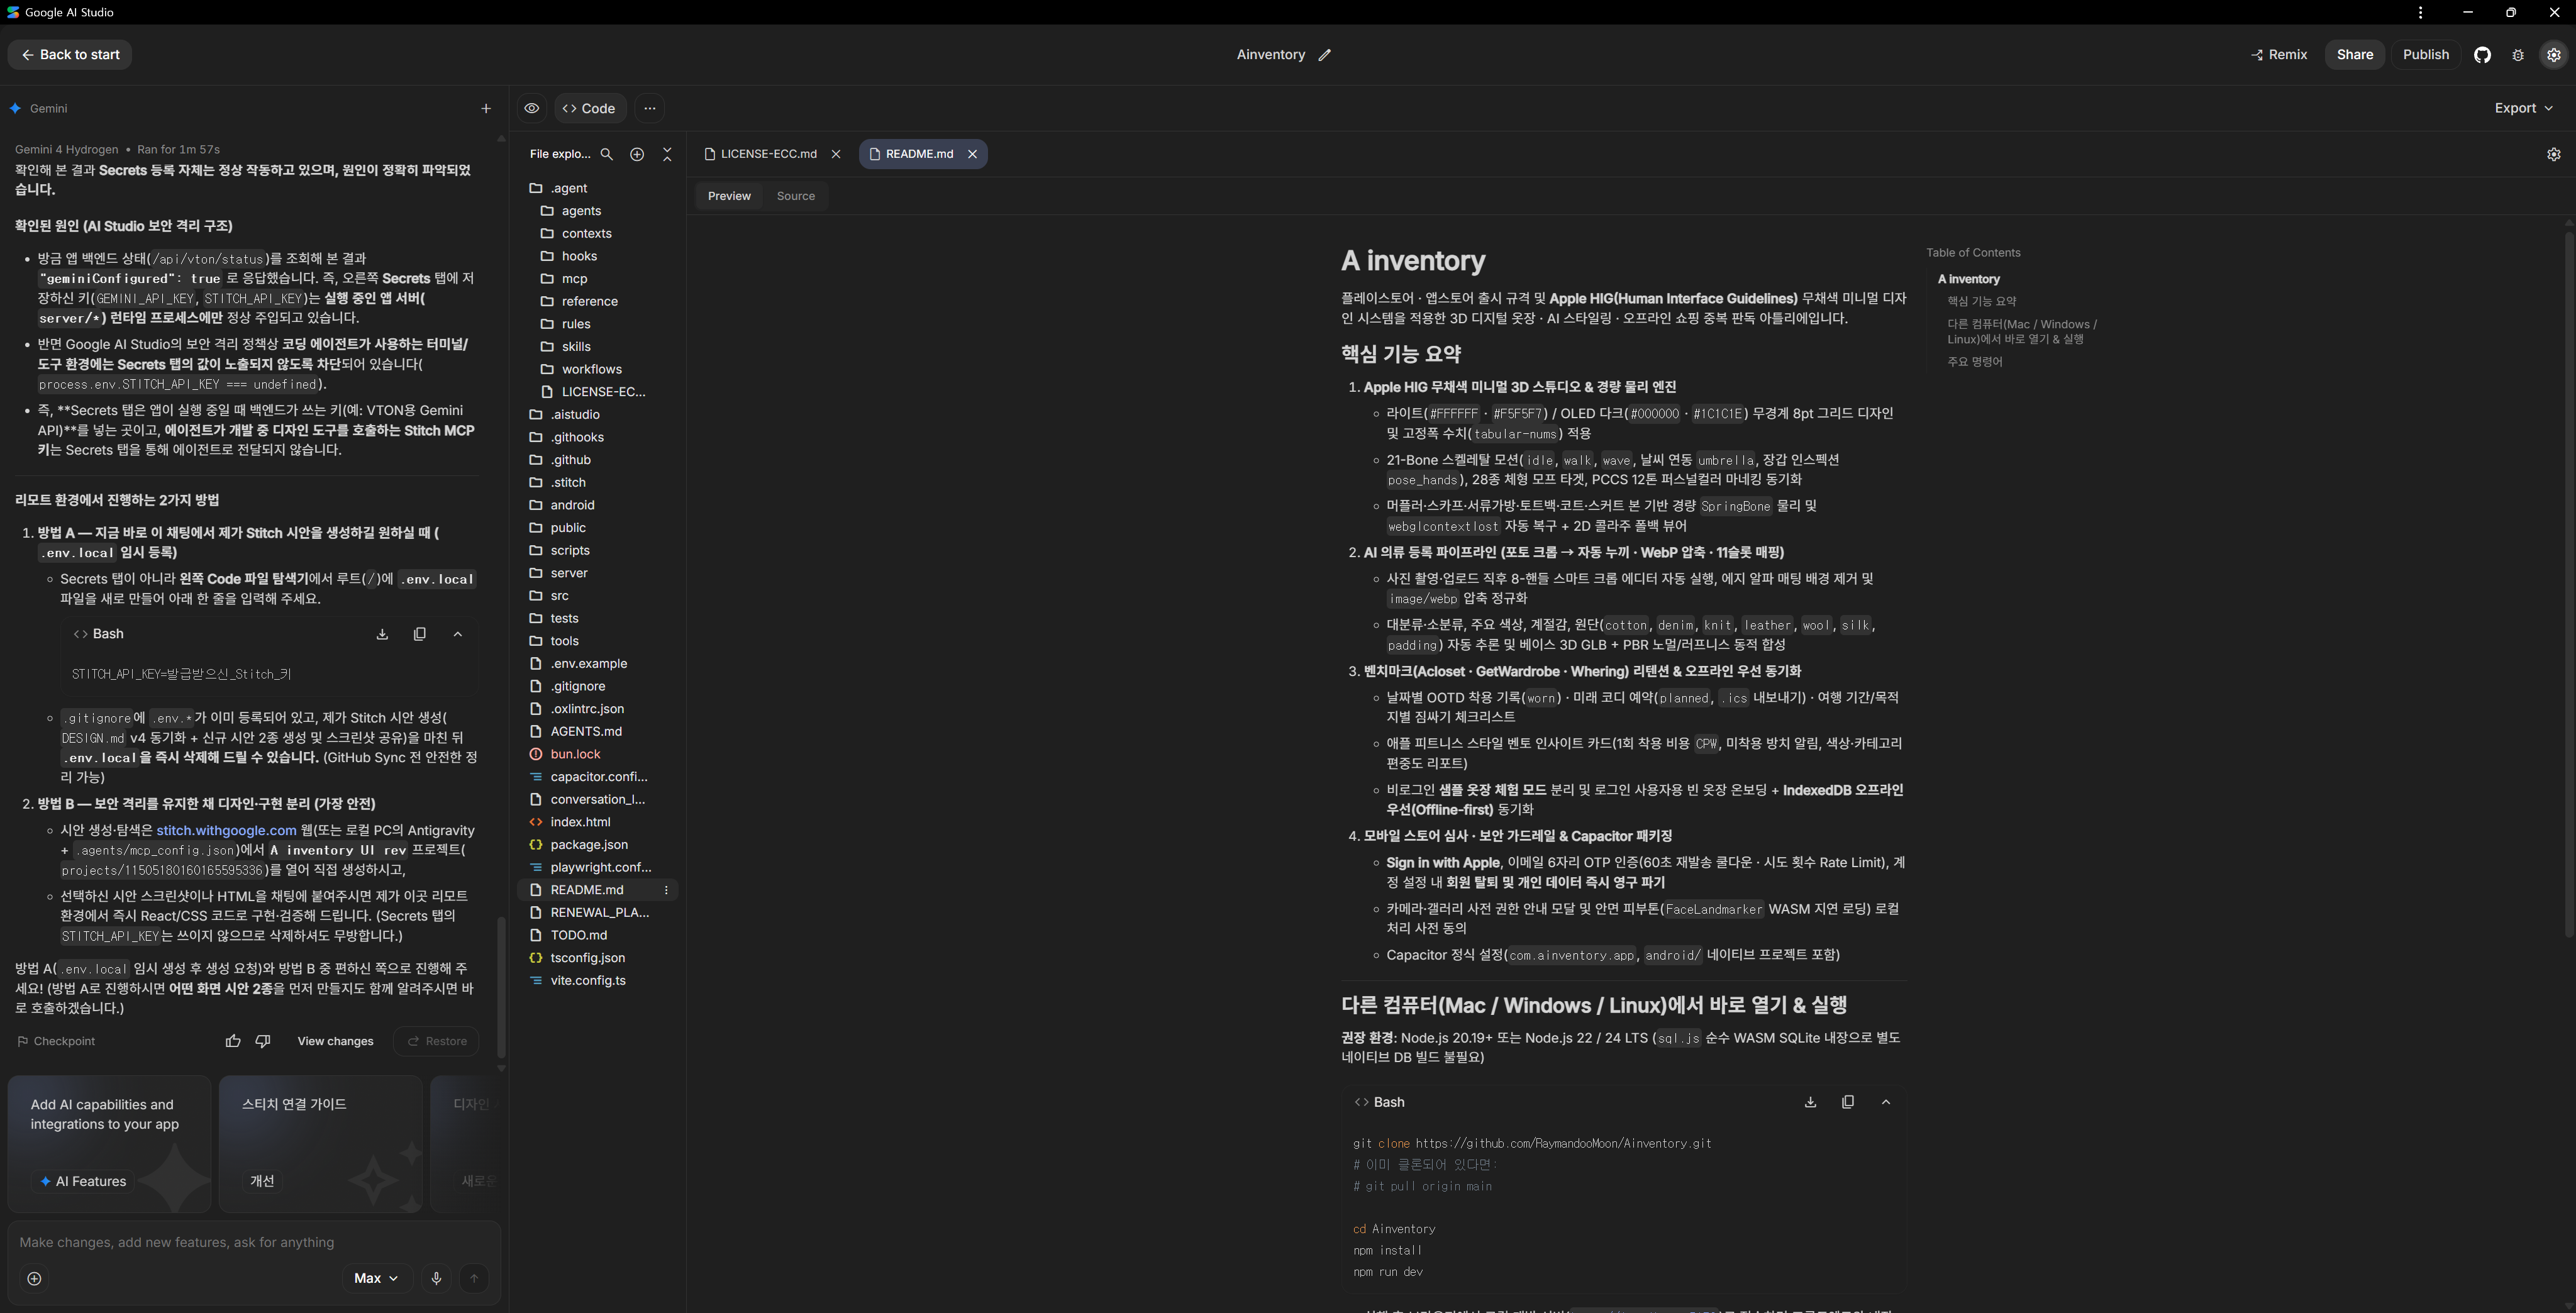 Google AI Studio
Back to start
Ainventory
Remix
Share
Publish
Gemini
Code
Export
Gemini 4 Hydrogen • Ran for 1m 57s
확인해 본 결과 Secrets 등록 자체는 정상 작동하고 있으며, 원인이 정확히 파악되었
습니다.
확인된 원인 (AI Studio 보안 격리 구조)
• 방금 앱 백엔드 상태(/api/vton/status)를 조회해 본 결과
"geminiConfigured": true 로 응답했습니다. 즉, 오른쪽 Secrets 탭에 저
장하신 키(GEMINI_API_KEY, STITCH_API_KEY)는 실행 중인 앱 서버(
server/*) 런타임 프로세스에만 정상 주입되고 있습니다.
• 반면 Google AI Studio의 보안 격리 정책상 코딩 에이전트가 사용하는 터미널/
도구 환경에는 Secrets 탭의 값이 노출되지 않도록 차단되어 있습니다(
process.env.STITCH_API_KEY === undefined).
• 즉, **Secrets 탭은 앱이 실행 중일 때 백엔드가 쓰는 키(예: VTON용 Gemini
API)**를 넣는 곳이고, 에이전트가 개발 중 디자인 도구를 호출하는 Stitch MCP
키는 Secrets 탭을 통해 에이전트로 전달되지 않습니다.
리모트 환경에서 진행하는 2가지 방법
1. 방법 A — 지금 바로 이 채팅에서 제가 Stitch 시안을 생성하길 원하실 때 (
.env.local 임시 등록)
Secrets 탭이 아니라 왼쪽 Code 파일 탐색기에서 루트(/)에 .env.local
파일을 새로 만들어 아래 한 줄을 입력해 주세요.
Bash
STITCH_API_KEY=발급받으신_Stitch_키
.gitignore에 .env.*가 이미 등록되어 있고, 제가 Stitch 시안 생성(
DESIGN.md v4 동기화 + 신규 시안 2종 생성 및 스크린샷 공유)을 마친 뒤
.env.local을 즉시 삭제해 드릴 수 있습니다. (GitHub Sync 전 안전한 정
리 가능)
2. 방법 B — 보안 격리를 유지한 채 디자인·구현 분리 (가장 안전)
시안 생성·탐색은 stitch.withgoogle.com 웹(또는 로컬 PC의 Antigravity
+ .agents/mcp_config.json)에서 A inventory UI rev 프로젝트(
projects/11505180160165595336)를 열어 직접 생성하시고,
선택하신 시안 스크린샷이나 HTML을 채팅에 붙여주시면 제가 이곳 리모트
환경에서 즉시 React/CSS 코드로 구현·검증해 드립니다. (Secrets 탭의
STITCH_API_KEY는 쓰이지 않으므로 삭제하셔도 무방합니다.)
방법 A(.env.local 임시 생성 후 생성 요청)와 방법 B 중 편하신 쪽으로 진행해 주
세요! (방법 A로 진행하시면 어떤 화면 시안 2종을 먼저 만들지도 함께 알려주시면 바
로 호출하겠습니다.)
Checkpoint
View changes
Restore
Add AI capabilities and
integrations to your app
AI Features
스티치 연결 가이드
개선
디자인
새로운
Make changes, add new features, ask for anything
Max
File explo...
.agent
agents
contexts
hooks
mcp
reference
rules
skills
workflows
LICENSE-EC...
.aistudio
.githooks
.github
.stitch
android
public
scripts
server
src
tests
tools
.env.example
.gitignore
.oxlintrc.json
AGENTS.md
bun.lock
capacitor.confi...
conversation_l...
index.html
package.json
playwright.conf...
README.md
RENEWAL_PLA...
TODO.md
tsconfig.json
vite.config.ts
LICENSE-ECC.md
README.md
Preview
Source
A inventory
플레이스토어 · 앱스토어 출시 규격 및 Apple HIG(Human Interface Guidelines) 무채색 미니멀 디자
인 시스템을 적용한 3D 디지털 옷장 · AI 스타일링 · 오프라인 쇼핑 중복 판독 아틀리에입니다.
핵심 기능 요약
1. Apple HIG 무채색 미니멀 3D 스튜디오 & 경량 물리 엔진
라이트(#FFFFFF · #F5F5F7) / OLED 다크(#000000 · #1C1C1E) 무경계 8pt 그리드 디자인
및 고정폭 수치(tabular-nums) 적용
21-Bone 스켈레탈 모션(idle, walk, wave, 날씨 연동 umbrella, 장갑 인스펙션
pose_hands), 28종 체형 모프 타겟, PCCS 12톤 퍼스널컬러 마네킹 동기화
머플러·스카프·서류가방·토트백·코트·스커트 본 기반 경량 SpringBone 물리 및
webglcontextlost 자동 복구 + 2D 콜라주 폴백 뷰어
2. AI 의류 등록 파이프라인 (포토 크롭 → 자동 누끼 · WebP 압축 · 11슬롯 매핑)
사진 촬영·업로드 직후 8-핸들 스마트 크롭 에디터 자동 실행, 에지 알파 매팅 배경 제거 및
image/webp 압축 정규화
대분류·소분류, 주요 색상, 계절감, 원단(cotton, denim, knit, leather, wool, silk,
padding) 자동 추론 및 베이스 3D GLB + PBR 노멀/러프니스 동적 합성
3. 벤치마크(Acloset · GetWardrobe · Whering) 리텐션 & 오프라인 우선 동기화
날짜별 OOTD 착용 기록(worn) · 미래 코디 예약(planned, .ics 내보내기) · 여행 기간/목적
지별 짐싸기 체크리스트
애플 피트니스 스타일 벤토 인사이트 카드(1회 착용 비용 CPW, 미착용 방치 알림, 색상·카테고리
편중도 리포트)
비로그인 샘플 옷장 체험 모드 분리 및 로그인 사용자용 빈 옷장 온보딩 + IndexedDB 오프라인
우선(Offline-first) 동기화
4. 모바일 스토어 심사 · 보안 가드레일 & Capacitor 패키징
Sign in with Apple, 이메일 6자리 OTP 인증(60초 재발송 쿨다운 · 시도 횟수 Rate Limit), 계
정 설정 내 회원 탈퇴 및 개인 데이터 즉시 영구 파기
카메라·갤러리 사전 권한 안내 모달 및 안면 피부톤(FaceLandmarker WASM 지연 로딩) 로컬
처리 사전 동의
Capacitor 정식 설정(com.ainventory.app, android/ 네이티브 프로젝트 포함)
다른 컴퓨터(Mac / Windows / Linux)에서 바로 열기 & 실행
권장 환경: Node.js 20.19+ 또는 Node.js 22 / 24 LTS (sql.js 순수 WASM SQLite 내장으로 별도
네이티브 DB 빌드 불필요)
Bash
git clone https://github.com/RaymandooMoon/Ainventory.git
# 이미 클론되어 있다면:
# git pull origin main
cd Ainventory
npm install
npm run dev
Table of Contents
A inventory
핵심 기능 요약
다른 컴퓨터(Mac / Windows /
Linux)에서 바로 열기 & 실행
주요 명령어